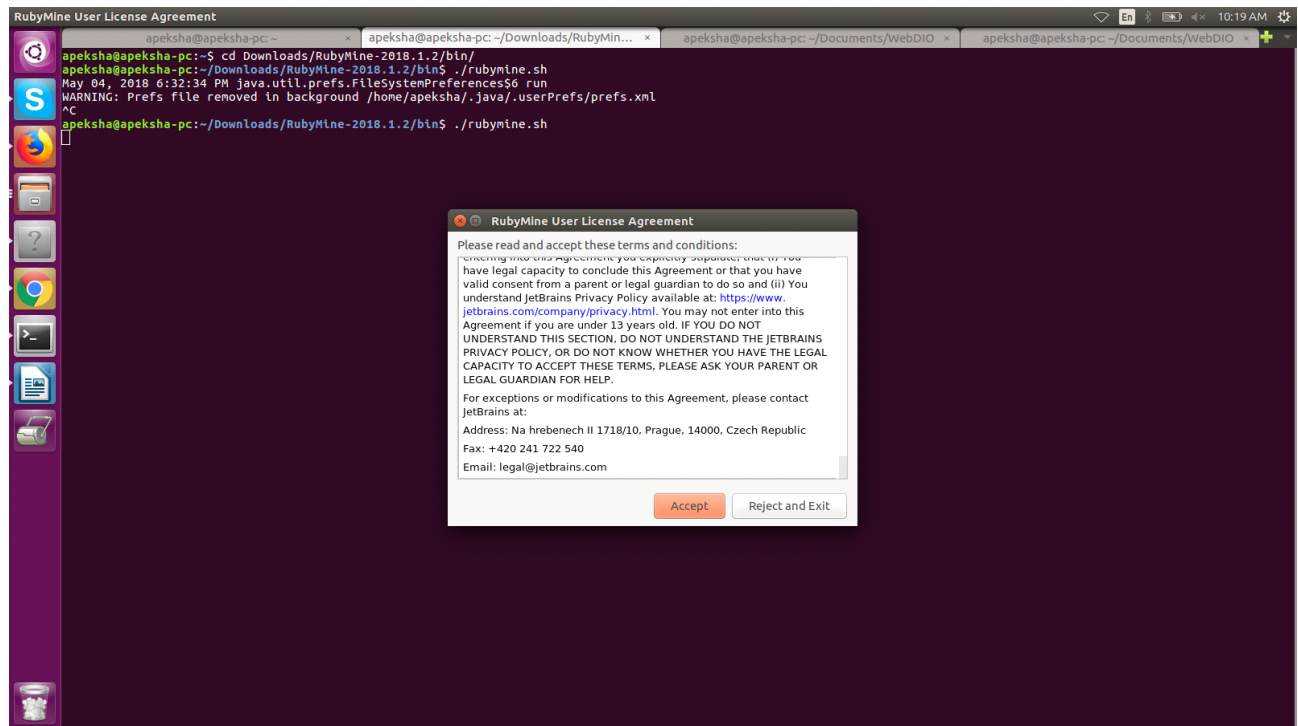 RubyMine User License Agreement
En
10:19 AM
apeksha@apeksha-pc: ~ ×
apeksha@apeksha-pc: ~/Downloads/RubyMin... ×
apeksha@apeksha-pc: ~/Documents/WebDIO ×
apeksha@apeksha-pc: ~/Documents/WebDIO ×
apeksha@apeksha-pc:~$ cd Downloads/RubyMine-2018.1.2/bin/
apeksha@apeksha-pc:~/Downloads/RubyMine-2018.1.2/bin$ ./rubymine.sh
May 04, 2018 6:32:34 PM java.util.prefs.FileSystemPreferences$6 run
WARNING: Prefs file removed in background /home/apeksha/.java/.userPrefs/prefs.xml
^C
apeksha@apeksha-pc:~/Downloads/RubyMine-2018.1.2/bin$ ./rubymine.sh
RubyMine User License Agreement
Please read and accept these terms and conditions:
entering into this Agreement you explicitly stipulate, that (i) You
have legal capacity to conclude this Agreement or that you have
valid consent from a parent or legal guardian to do so and (ii) You
understand JetBrains Privacy Policy available at: https://www.
jetbrains.com/company/privacy.html. You may not enter into this
Agreement if you are under 13 years old. IF YOU DO NOT
UNDERSTAND THIS SECTION, DO NOT UNDERSTAND THE JETBRAINS
PRIVACY POLICY, OR DO NOT KNOW WHETHER YOU HAVE THE LEGAL
CAPACITY TO ACCEPT THESE TERMS, PLEASE ASK YOUR PARENT OR
LEGAL GUARDIAN FOR HELP.
For exceptions or modifications to this Agreement, please contact
JetBrains at:
Address: Na hrebenech II 1718/10, Prague, 14000, Czech Republic
Fax: +420 241 722 540
Email: legal@jetbrains.com
Accept
Reject and Exit